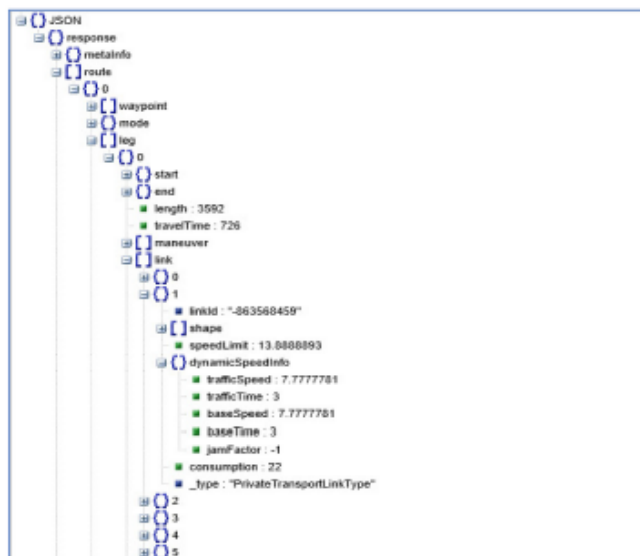 JSON
response
metaInfo
route
0
waypoint
mode
leg
0
start
end
length : 3592
travelTime : 726
maneuver
link
0
1
linkId : "-863568459"
shape
speedLimit : 13.8888893
dynamicSpeedInfo
trafficSpeed : 7.7777781
trafficTime : 3
baseSpeed : 7.7777781
baseTime : 3
jamFactor : -1
consumption : 22
_type : "PrivateTransportLinkType"
2
3
4
5